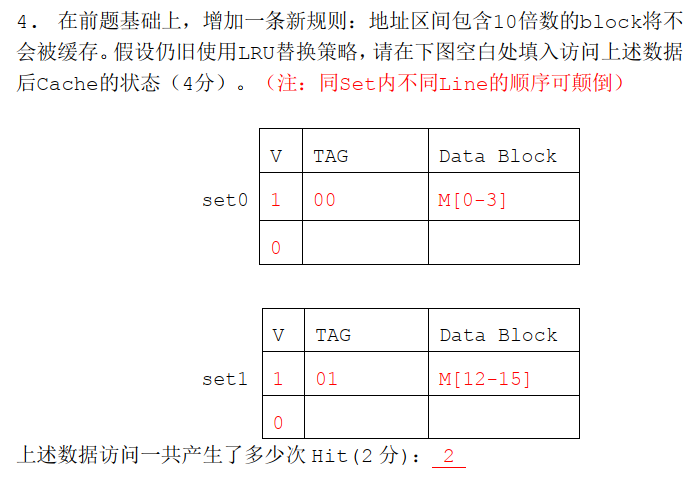 4. 在前题基础上，增加一条新规则：地址区间包含10倍数的block将不
会被缓存。假设仍旧使用LRU替换策略，请在下图空白处填入访问上述数据
后Cache的状态（4分）。（注：同Set内不同Line的顺序可颠倒）
V TAG Data Block
set0 1 00 M[0-3]
0
V TAG Data Block
set1 1 01 M[12-15]
0
上述数据访问一共产生了多少次Hit(2分)： 2